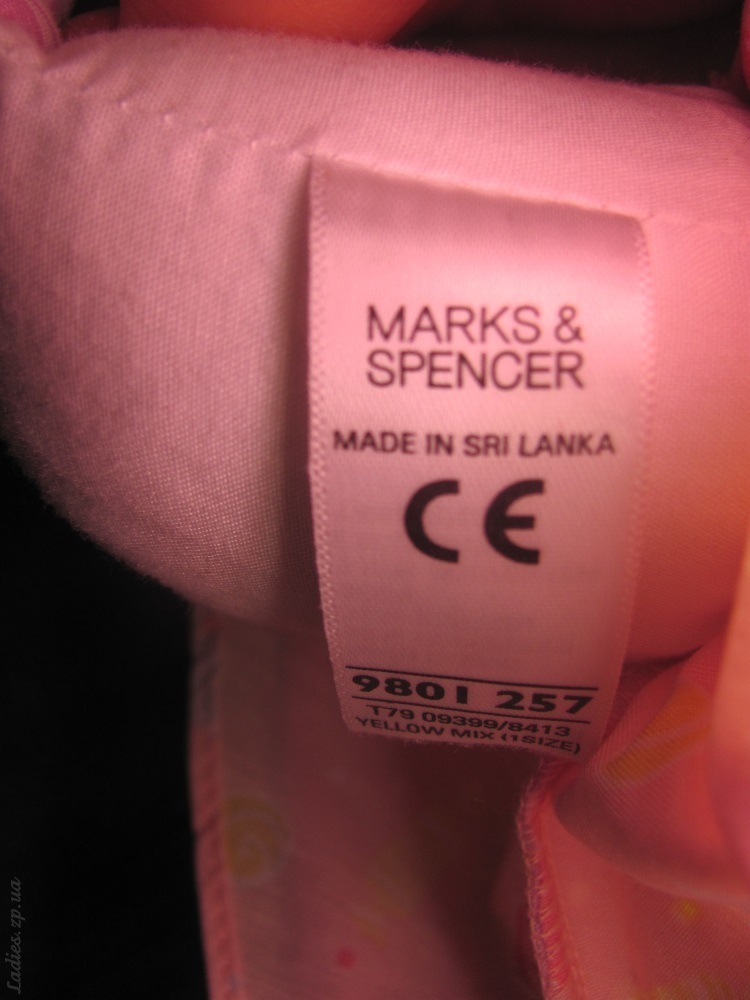 MARKS &
SPENCER
MADE IN SRI LANKA
CE
9801 257
T79 09399/8413
YELLOW MIX (1SIZE)
Ladies.zp.ua